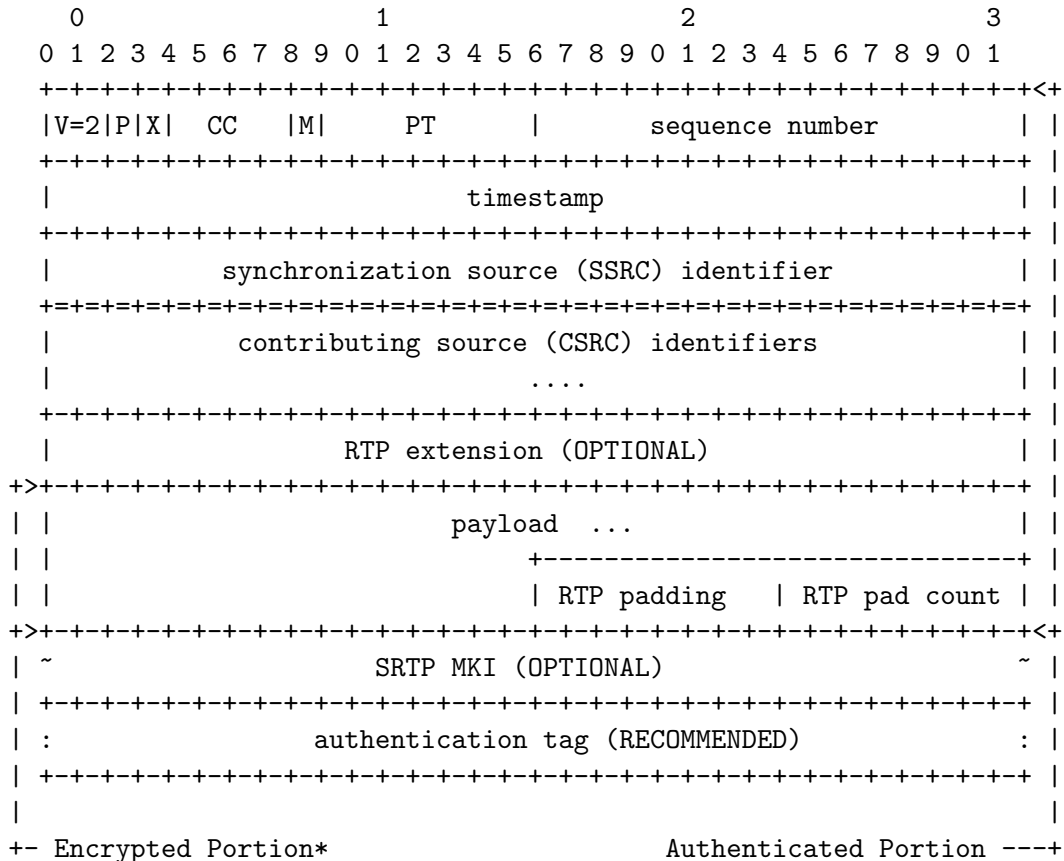 0 1 2 3
0 1 2 3 4 5 6 7 8 9 0 1 2 3 4 5 6 7 8 9 0 1 2 3 4 5 6 7 8 9 0 1
+-+-+-+-+-+-+-+-+-+-+-+-+-+-+-+-+-+-+-+-+-+-+-+-+-+-+-+-+-+-+-+-+<+
|V=2|P|X| CC |M| PT | sequence number | |
+-+-+-+-+-+-+-+-+-+-+-+-+-+-+-+-+-+-+-+-+-+-+-+-+-+-+-+-+-+-+-+-+ |
| timestamp | |
+-+-+-+-+-+-+-+-+-+-+-+-+-+-+-+-+-+-+-+-+-+-+-+-+-+-+-+-+-+-+-+-+ |
| synchronization source (SSRC) identifier | |
+=+=+=+=+=+=+=+=+=+=+=+=+=+=+=+=+=+=+=+=+=+=+=+=+=+=+=+=+=+=+=+=+ |
| contributing source (CSRC) identifiers | |
| .... | |
+-+-+-+-+-+-+-+-+-+-+-+-+-+-+-+-+-+-+-+-+-+-+-+-+-+-+-+-+-+-+-+-+ |
| RTP extension (OPTIONAL) | |
+>+-+-+-+-+-+-+-+-+-+-+-+-+-+-+-+-+-+-+-+-+-+-+-+-+-+-+-+-+-+-+-+-+ |
| | payload ... | |
| | +-------------------------------+ |
| | | RTP padding | RTP pad count | |
+>+-+-+-+-+-+-+-+-+-+-+-+-+-+-+-+-+-+-+-+-+-+-+-+-+-+-+-+-+-+-+-+-+<+
| ~ SRTP MKI (OPTIONAL) ~ |
| +-+-+-+-+-+-+-+-+-+-+-+-+-+-+-+-+-+-+-+-+-+-+-+-+-+-+-+-+-+-+-+-+ |
| : authentication tag (RECOMMENDED) : |
| +-+-+-+-+-+-+-+-+-+-+-+-+-+-+-+-+-+-+-+-+-+-+-+-+-+-+-+-+-+-+-+-+ |
| |
+- Encrypted Portion* Authenticated Portion ---+